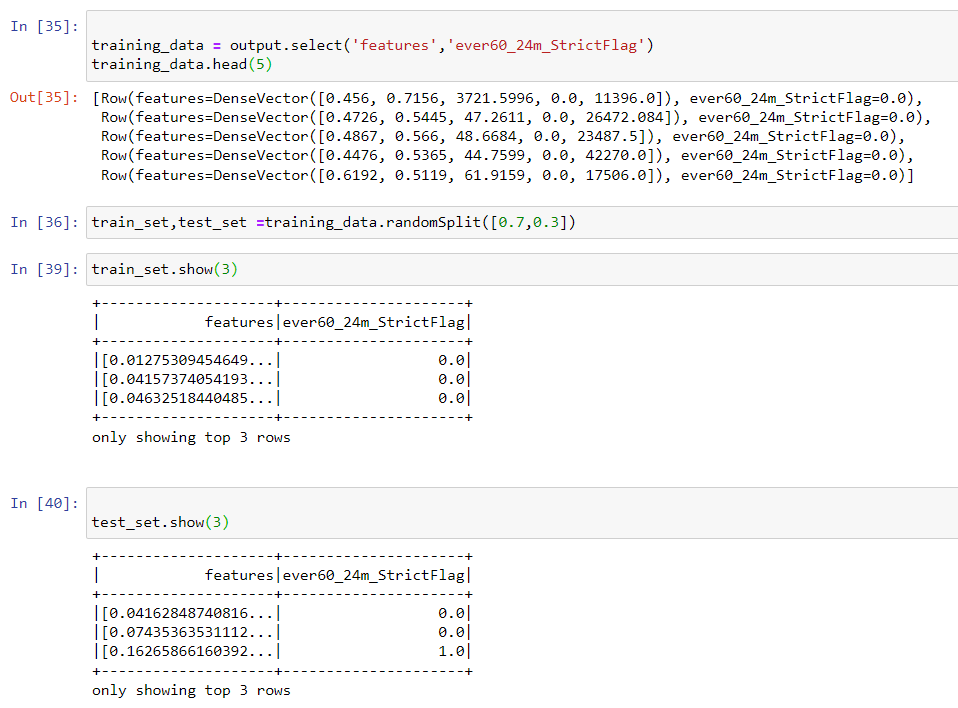 In [35]:
training_data = output.select('features','ever60_24m_StrictFlag')
training_data.head(5)
Out[35]: [Row(features=DenseVector([0.456, 0.7156, 3721.5996, 0.0, 11396.0]), ever60_24m_StrictFlag=0.0),
Row(features=DenseVector([0.4726, 0.5445, 47.2611, 0.0, 26472.084]), ever60_24m_StrictFlag=0.0),
Row(features=DenseVector([0.4867, 0.566, 48.6684, 0.0, 23487.5]), ever60_24m_StrictFlag=0.0),
Row(features=DenseVector([0.4476, 0.5365, 44.7599, 0.0, 42270.0]), ever60_24m_StrictFlag=0.0),
Row(features=DenseVector([0.6192, 0.5119, 61.9159, 0.0, 17506.0]), ever60_24m_StrictFlag=0.0)]
In [36]: train_set,test_set =training_data.randomSplit([0.7,0.3])
In [39]: train_set.show(3)
+--------------------+---------------------+
|            features|ever60_24m_StrictFlag|
+--------------------+---------------------+
|[0.01275309454649...|                  0.0|
|[0.04157374054193...|                  0.0|
|[0.04632518440485...|                  0.0|
+--------------------+---------------------+
only showing top 3 rows
In [40]:
test_set.show(3)
+--------------------+---------------------+
|            features|ever60_24m_StrictFlag|
+--------------------+---------------------+
|[0.04162848740816...|                  0.0|
|[0.07435363531112...|                  0.0|
|[0.16265866160392...|                  1.0|
+--------------------+---------------------+
only showing top 3 rows